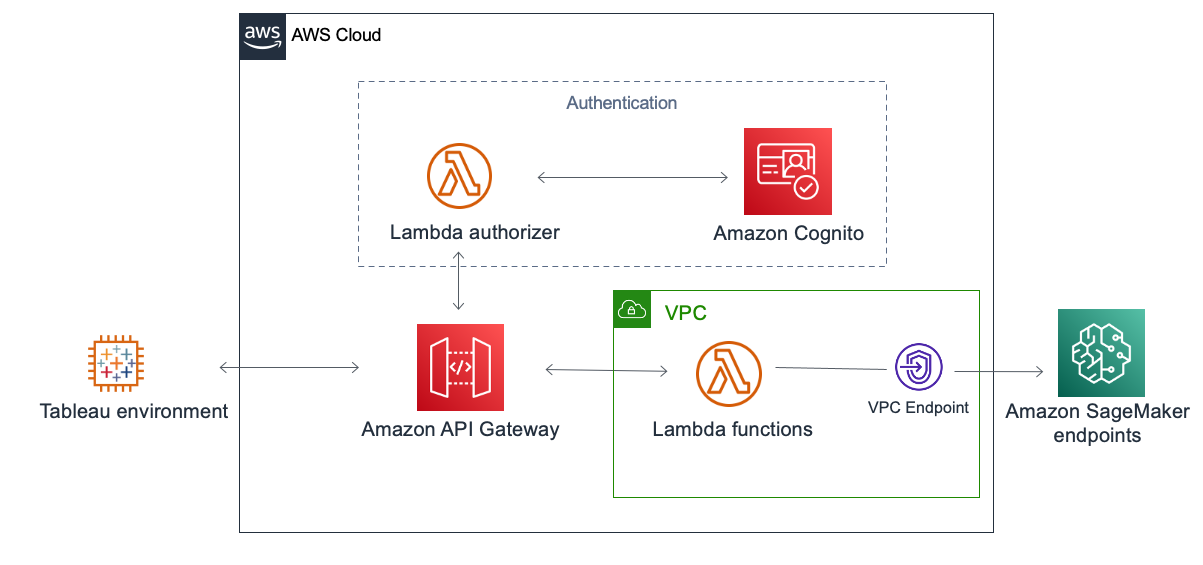 aws
AWS Cloud
Authentication
Lambda authorizer
Amazon Cognito
VPC
Tableau environment
Amazon API Gateway
</>
Lambda functions
VPC Endpoint
Amazon SageMaker
endpoints